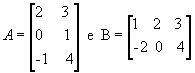 A = [2 3; 0 1; -1 4] e B = [1 2 3; -2 0 4]